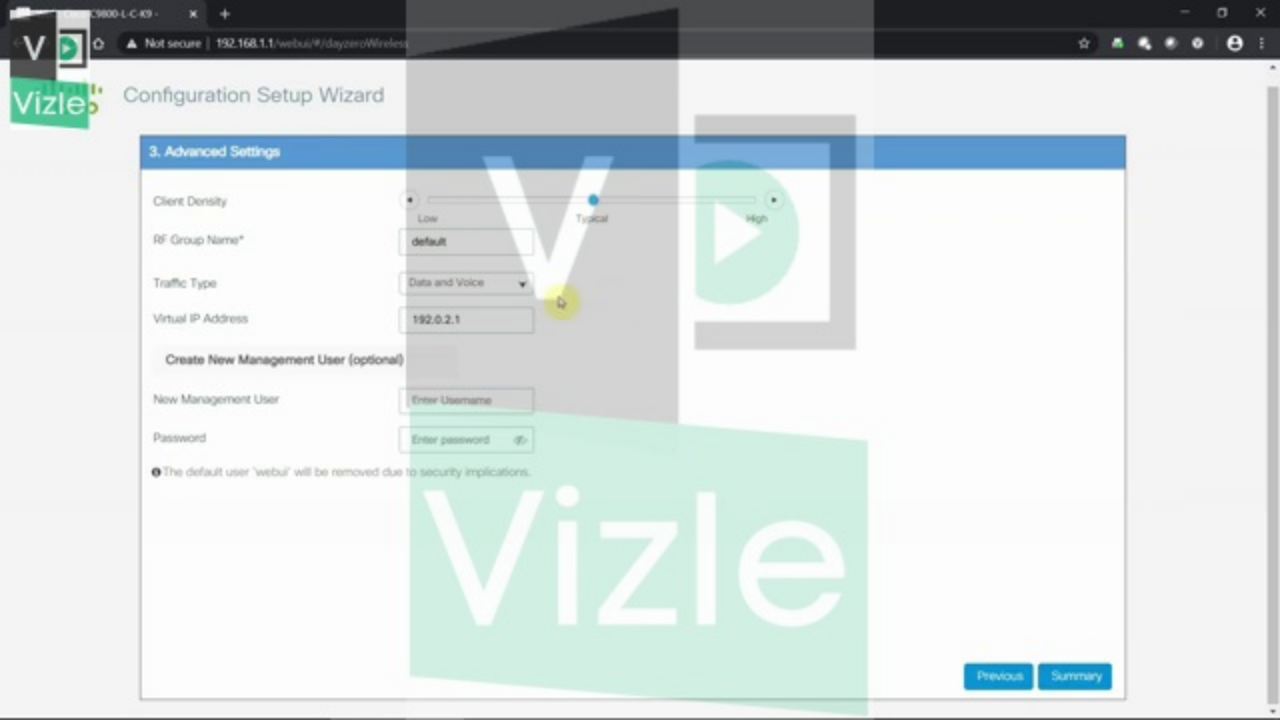 C9800-L-C-K9 -
Not secure | 192.168.1.1/webui/#/dayzeroWireless
V
Vizle
Configuration Setup Wizard
3. Advanced Settings
Client Density
Low
Typical
High
RF Group Name*
default
Traffic Type
Data and Voice
Virtual IP Address
192.0.2.1
Create New Management User (optional)
New Management User
Enter Username
Password
Enter password
The default user 'webui' will be removed due to security implications.
V
Vizle
Previous
Summary